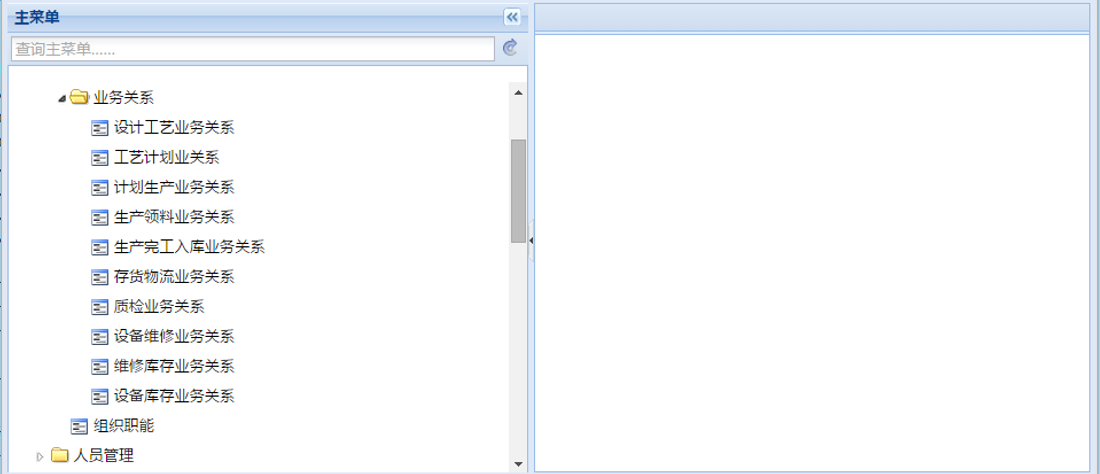 主菜单
查询主菜单......
业务关系
设计工艺业务关系
工艺计划业关系
计划生产业务关系
生产领料业务关系
生产完工入库业务关系
存货物流业务关系
质检业务关系
设备维修业务关系
维修库存业务关系
设备库存业务关系
组织职能
人员管理